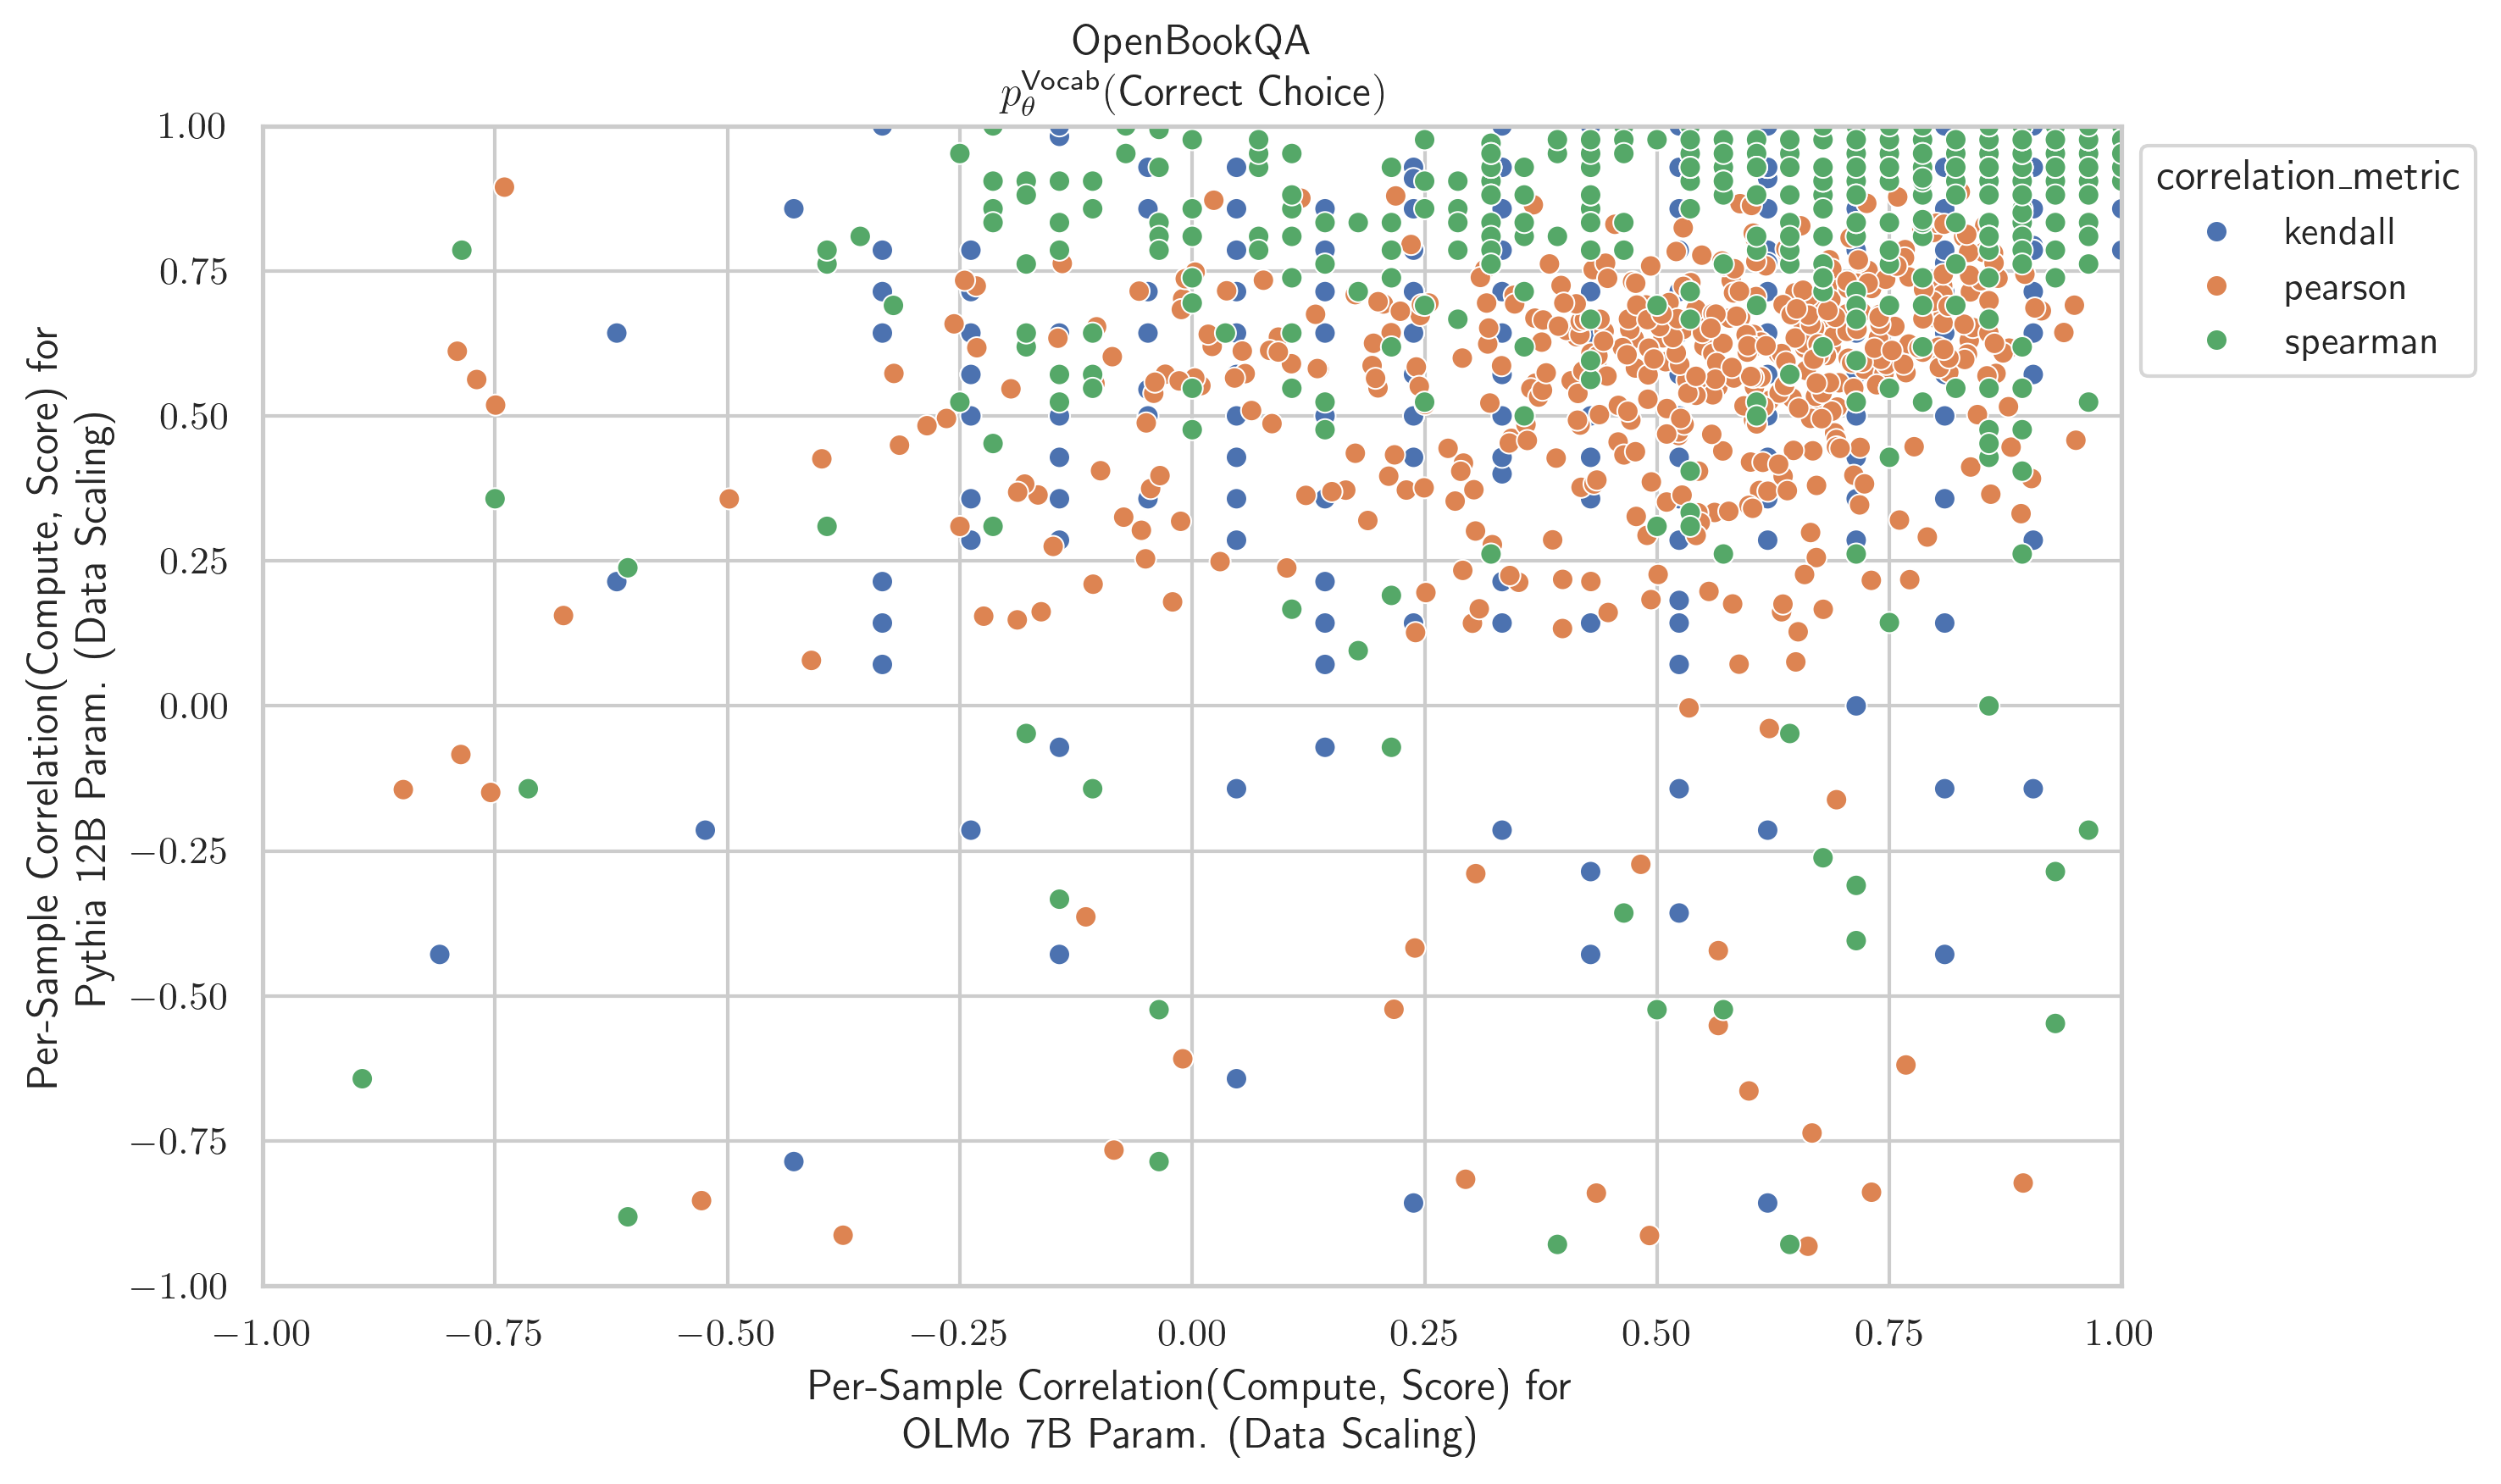 OpenBookQA
p_θ^Vocab(Correct Choice)
Per-Sample Correlation(Compute, Score) for
Pythia 12B Param. (Data Scaling)
1.00
0.75
0.50
0.25
0.00
−0.25
−0.50
−0.75
−1.00
correlation_metric
kendall
pearson
spearman
−1.00 −0.75 −0.50 −0.25 0.00 0.25 0.50 0.75 1.00
Per-Sample Correlation(Compute, Score) for
OLMo 7B Param. (Data Scaling)